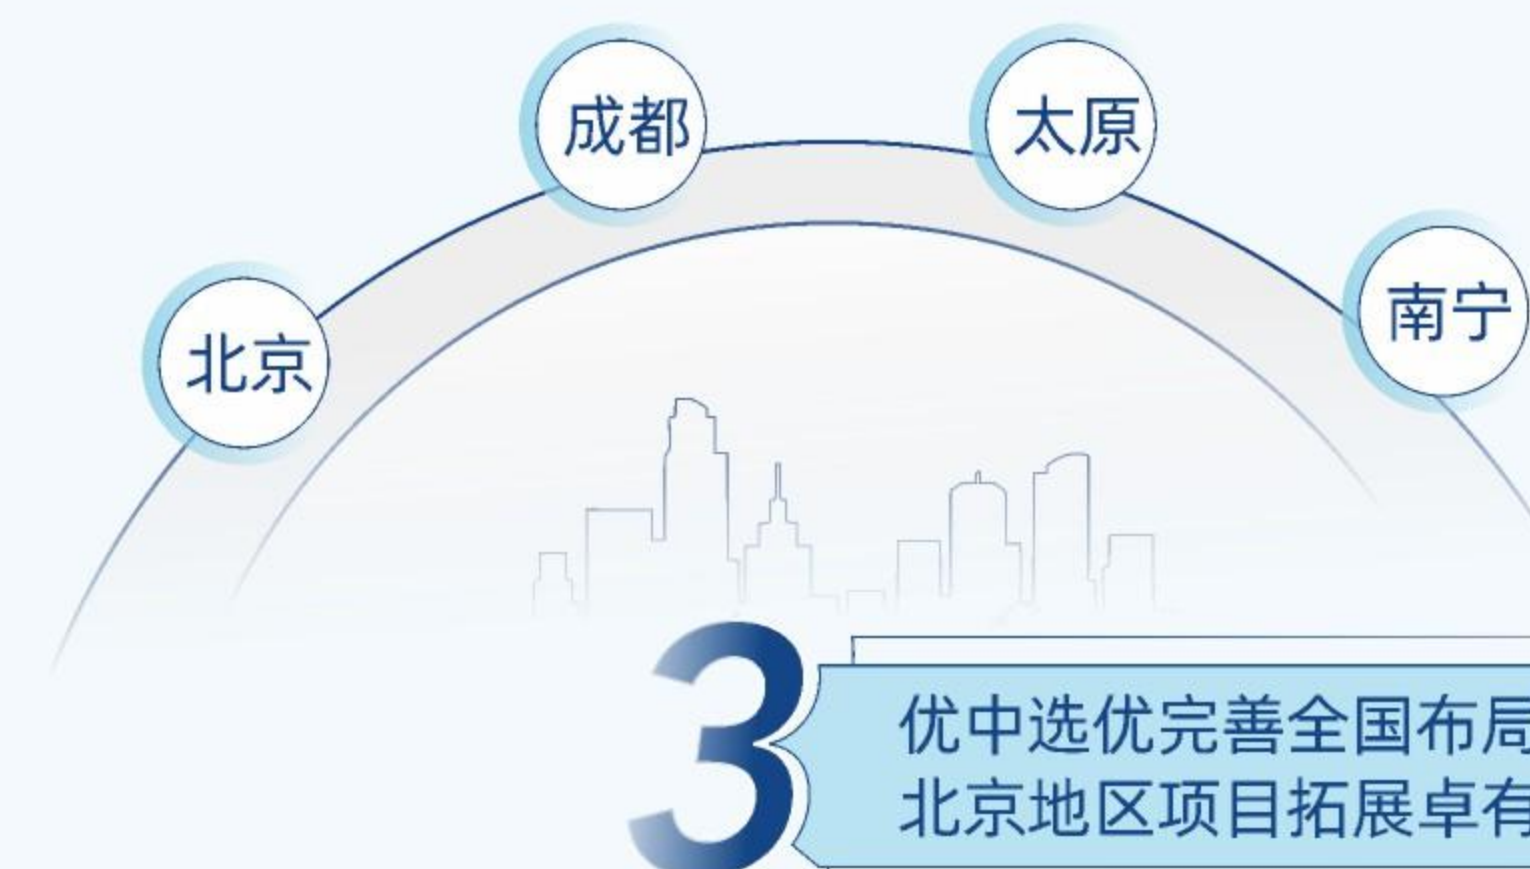 成都
太原
南宁
北京
3
优中选优完善全国布局
北京地区项目拓展卓有